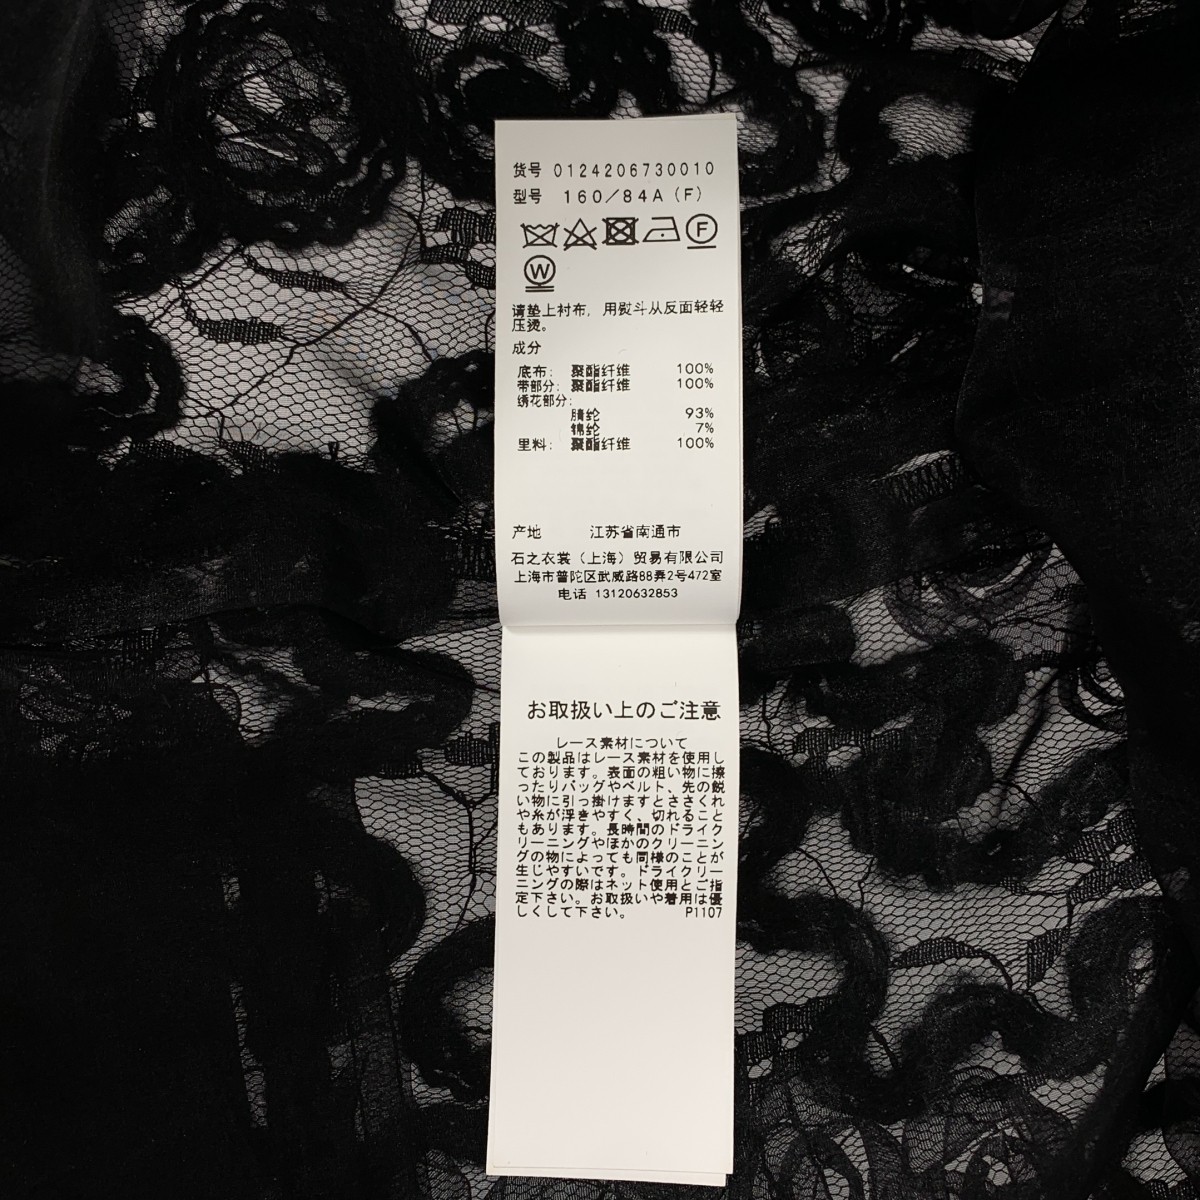 货号 0124206730010
型号 160/84A(F)
F
W
请垫上衬布, 用熨斗从反面轻轻
压烫。
成分
底布: 聚酯纤维 100%
带部分: 聚酯纤维 100%
绣花部分:
腈纶 93%
锦纶 7%
里料: 聚酯纤维 100%
产地 江苏省南通市
石之衣裳(上海)贸易有限公司
上海市普陀区武威路88弄2号472室
电话 13120632853
お取扱い上のご注意
レース素材について
この製品はレース素材を使用し
ております。表面の粗い物に擦
ったりバッグやベルト、先の鋭
い物に引っ掛けますとささくれ
や糸が浮きやすく、切れること
もあります。長時間のドライク
リーニングやほかのクリーニン
グの物によっても同様のことが
生じやすいです。ドライクリー
ニングの際はネット使用とご指
定下さい。お取扱いや着用は優
しくして下さい。 P1107